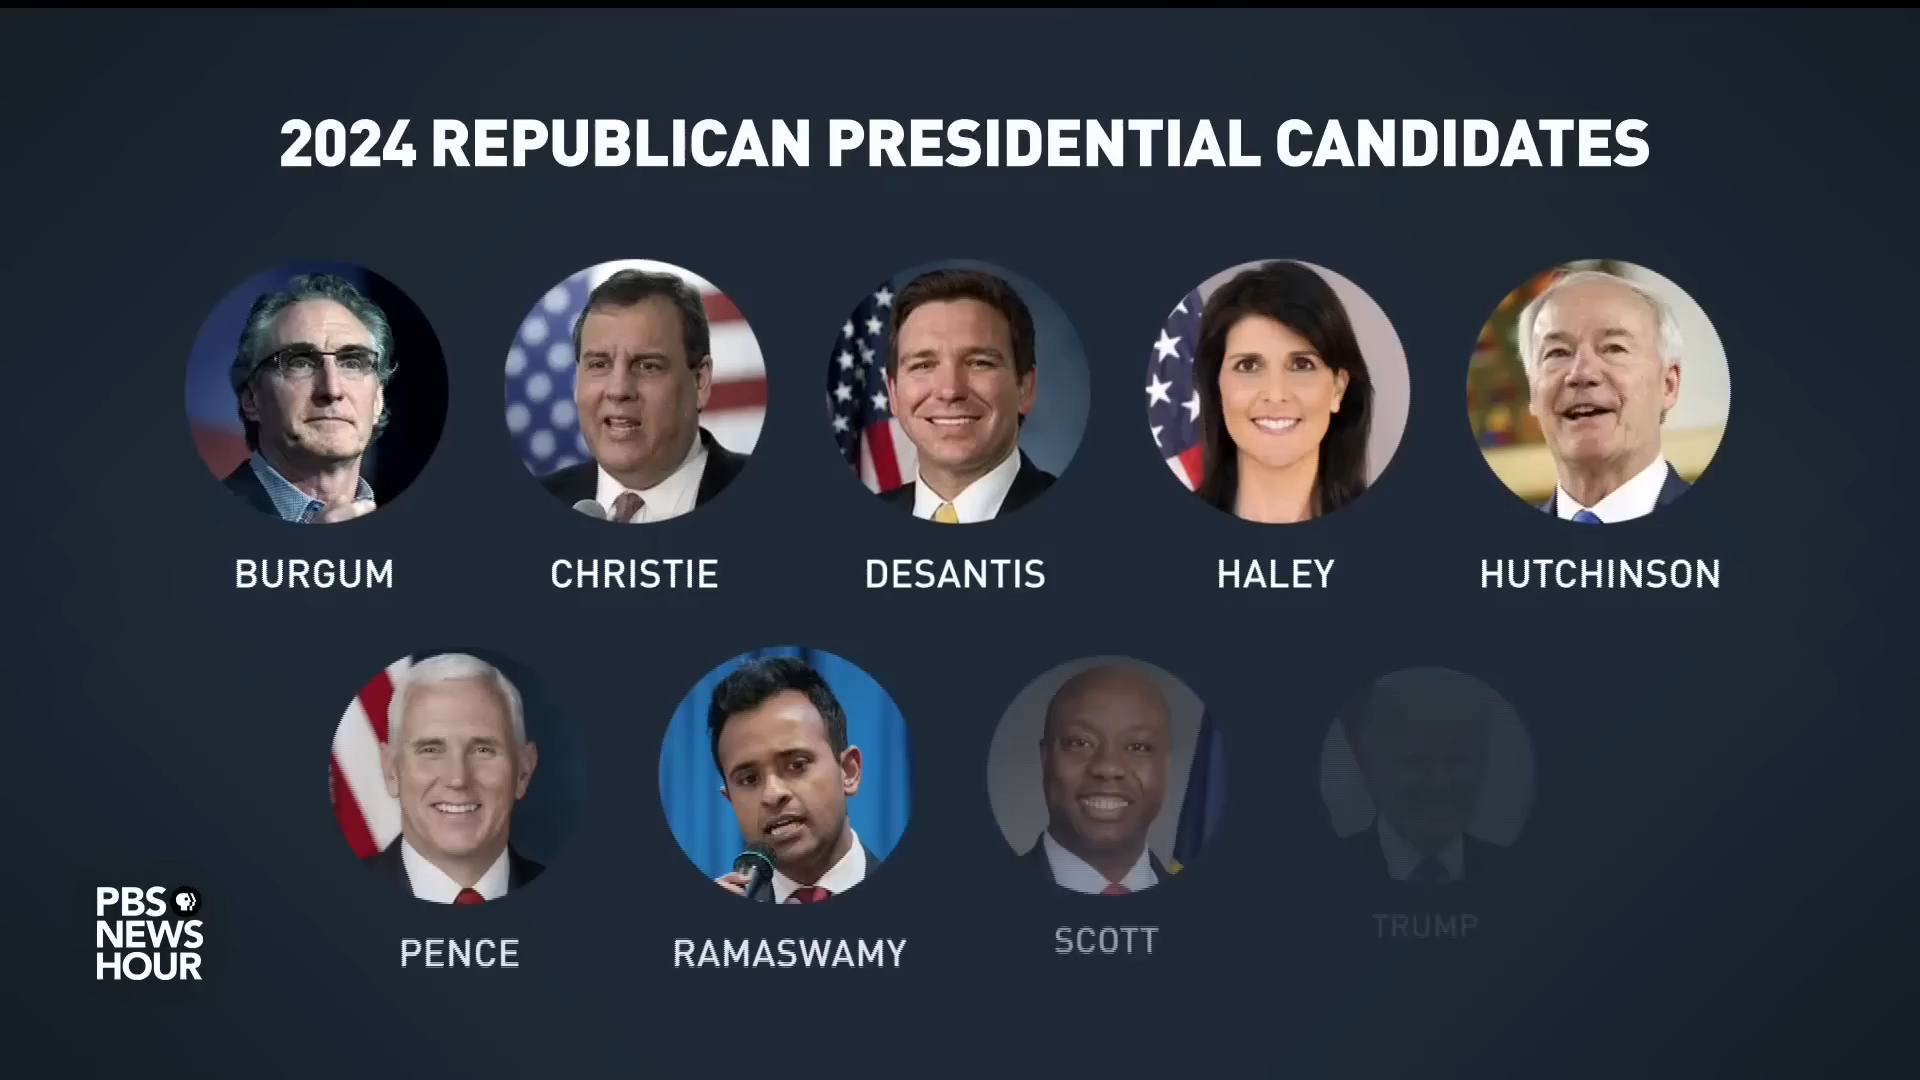 2024 REPUBLICAN PRESIDENTIAL CANDIDATES
BURGUM
CHRISTIE
DESANTIS
HALEY
HUTCHINSON
PENCE
RAMASWAMY
SCOTT
TRUMP
PBS
NEWS
HOUR